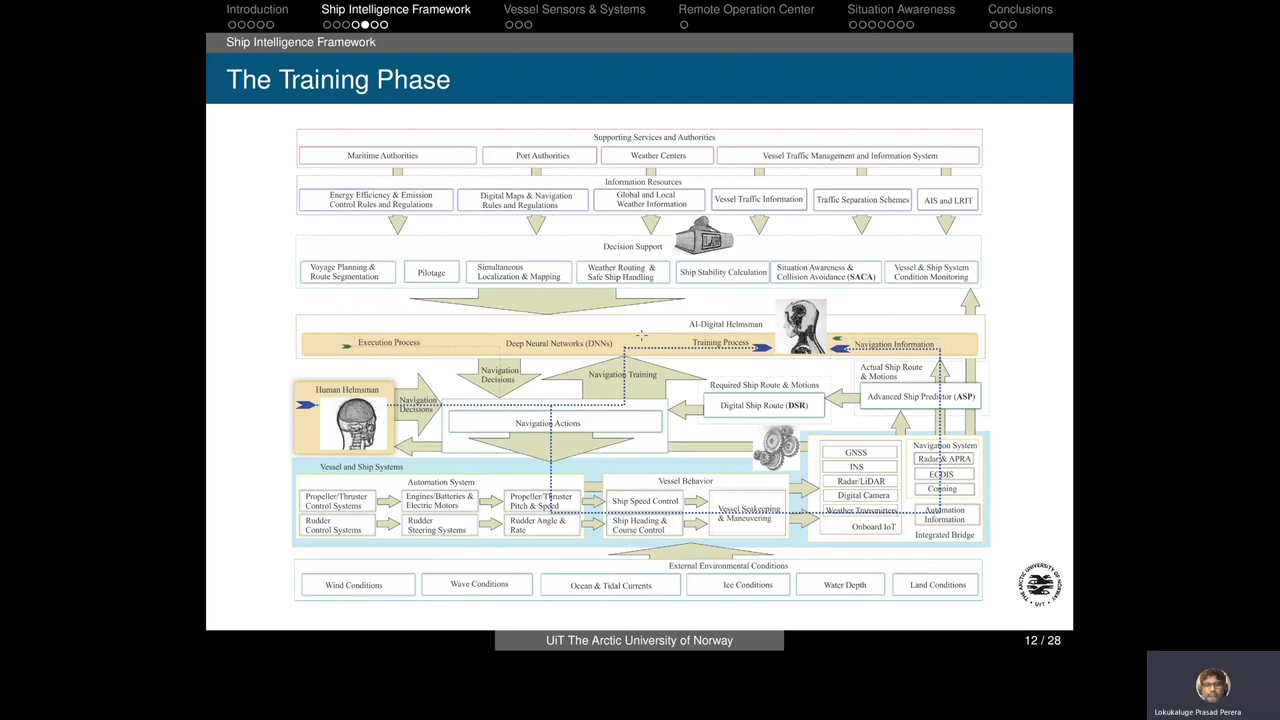 Introduction
Ship Intelligence Framework
Vessel Sensors & Systems
Remote Operation Center
Situation Awareness
Conclusions
Ship Intelligence Framework
The Training Phase
Supporting Services and Authorities
Maritime Authorities
Port Authorities
Weather Centers
Vessel Traffic Management and Information System
Information Resources
Energy Efficiency & Emission
Control Rules and Regulations
Digital Maps & Navigation
Rules and Regulations
Global and Local
Weather Information
Vessel Traffic Information
Traffic Separation Schemes
AIS and LRIT
Decision Support
LAB
Voyage Planning &
Route Segmentation
Pilotage
Simultaneous
Localization & Mapping
Weather Routing &
Safe Ship Handling
Ship Stability Calculation
Situation Awareness &
Collision Avoidance (SACA)
Vessel & Ship System
Condition Monitoring
AI-Digital Helmsman
Execution Process
Deep Neural Networks (DNNs)
Training Process
Navigation Information
Human Helmsman
Navigation
Decisions
Navigation
Decisions
Navigation Training
Required Ship Route & Motions
Digital Ship Route (DSR)
Actual Ship Route
& Motions
Advanced Ship Predictor (ASP)
Navigation Actions
Vessel and Ship Systems
Automation System
Propeller/Thruster
Control Systems
Engines/Batteries &
Electric Motors
Propeller/Thruster
Pitch & Speed
Rudder
Control Systems
Rudder
Steering Systems
Rudder Angle &
Rate
Vessel Behavior
Ship Speed Control
Ship Heading &
Course Control
Vessel Seakeeping
& Maneuvering
GNSS
INS
Radar/LiDAR
Digital Camera
Weather Transmitters
Onboard IoT
Navigation System
Radar & APRA
ECDIS
Conning
Automation
Information
Integrated Bridge
External Environmental Conditions
Wind Conditions
Wave Conditions
Ocean & Tidal Currents
Ice Conditions
Water Depth
Land Conditions
THE ARCTIC UNIVERSITY OF NORWAY
UiT
UiT The Arctic University of Norway
12 / 28
Lokukaluge Prasad Perera